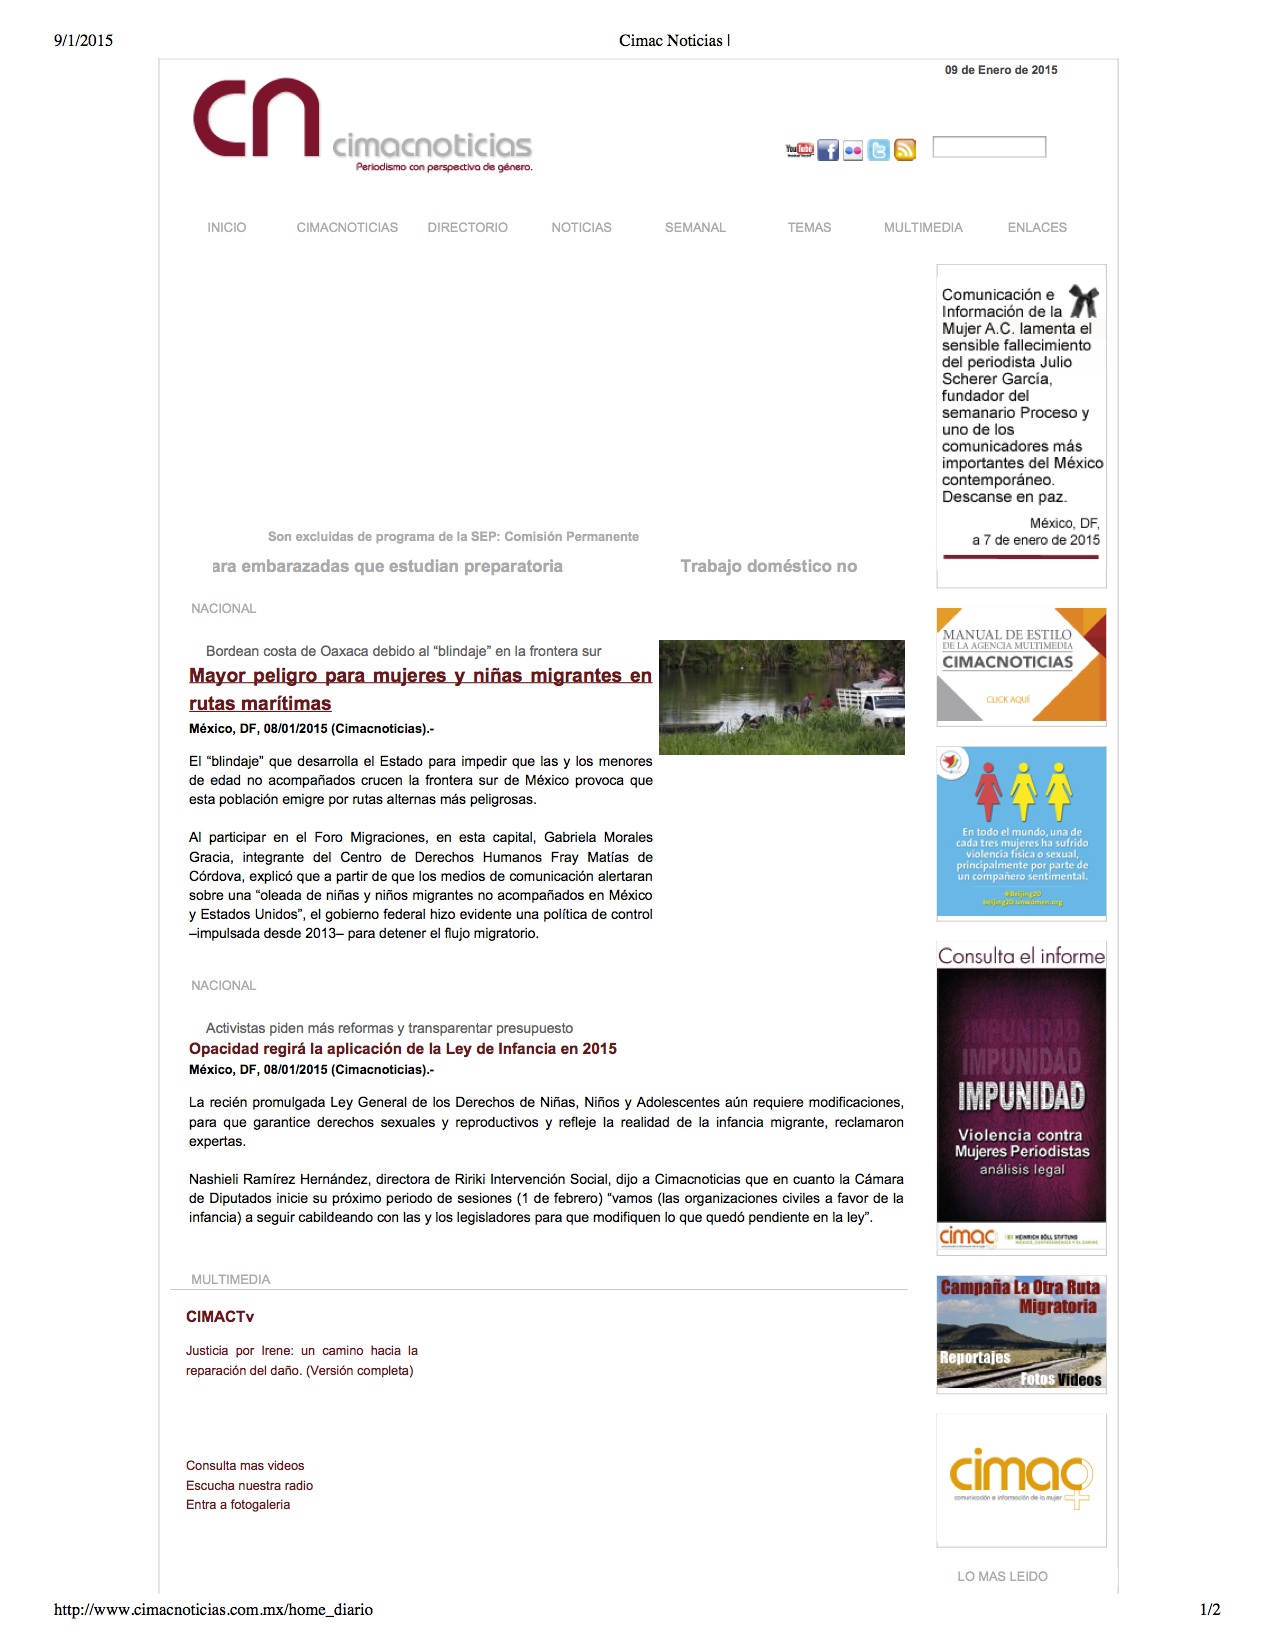 9/1/2015
Cimac Noticias |
09 de Enero de 2015
cn cimacnoticias
Periodismo con perspectiva de género.
You Tube
INICIO CIMACNOTICIAS DIRECTORIO NOTICIAS SEMANAL TEMAS MULTIMEDIA ENLACES
Comunicación e
Información de la
Mujer A.C. lamenta el
sensible fallecimiento
del periodista Julio
Scherer García,
fundador del
semanario Proceso y
uno de los
comunicadores más
importantes del México
contemporáneo.
Descanse en paz.
México, DF,
a 7 de enero de 2015
Son excluidas de programa de la SEP: Comisión Permanente
ara embarazadas que estudian preparatoria
Trabajo doméstico no
NACIONAL
Bordean costa de Oaxaca debido al “blindaje” en la frontera sur
Mayor peligro para mujeres y niñas migrantes en
rutas marítimas
México, DF, 08/01/2015 (Cimacnoticias).-
El “blindaje” que desarrolla el Estado para impedir que las y los menores
de edad no acompañados crucen la frontera sur de México provoca que
esta población emigre por rutas alternas más peligrosas.
Al participar en el Foro Migraciones, en esta capital, Gabriela Morales
Gracia, integrante del Centro de Derechos Humanos Fray Matías de
Córdova, explicó que a partir de que los medios de comunicación alertaran
sobre una “oleada de niñas y niños migrantes no acompañados en México
y Estados Unidos”, el gobierno federal hizo evidente una política de control
–impulsada desde 2013– para detener el flujo migratorio.
NACIONAL
Activistas piden más reformas y transparentar presupuesto
Opacidad regirá la aplicación de la Ley de Infancia en 2015
México, DF, 08/01/2015 (Cimacnoticias).-
La recién promulgada Ley General de los Derechos de Niñas, Niños y Adolescentes aún requiere modificaciones,
para que garantice derechos sexuales y reproductivos y refleje la realidad de la infancia migrante, reclamaron
expertas.
Nashieli Ramírez Hernández, directora de Ririki Intervención Social, dijo a Cimacnoticias que en cuanto la Cámara
de Diputados inicie su próximo periodo de sesiones (1 de febrero) “vamos (las organizaciones civiles a favor de la
infancia) a seguir cabildeando con las y los legisladores para que modifiquen lo que quedó pendiente en la ley”.
MULTIMEDIA
CIMACTv
Justicia por Irene: un camino hacia la
reparación del daño. (Versión completa)
Consulta mas videos
Escucha nuestra radio
Entra a fotogaleria
MANUAL DE ESTILO
DE LA AGENCIA MULTIMEDIA
CIMACNOTICIAS
CLICK AQUÍ
En todo el mundo, una de
cada tres mujeres ha sufrido
violencia física o sexual,
principalmente por parte de
un compañero sentimental.
#Beijing20
beijing20.unwomen.org
Consulta el informe
IMPUNIDAD
IMPUNIDAD
IMPUNIDAD
Violencia contra
Mujeres Periodistas
análisis legal
cimac
HEINRICH BÖLL STIFTUNG
MÉXICO, CENTROAMÉRICA Y EL CARIBE
Campaña La Otra Ruta
Migratoria
Reportajes
Fotos Videos
cimac
comunicación e información de la mujer
LO MAS LEIDO
http://www.cimacnoticias.com.mx/home_diario
1/2